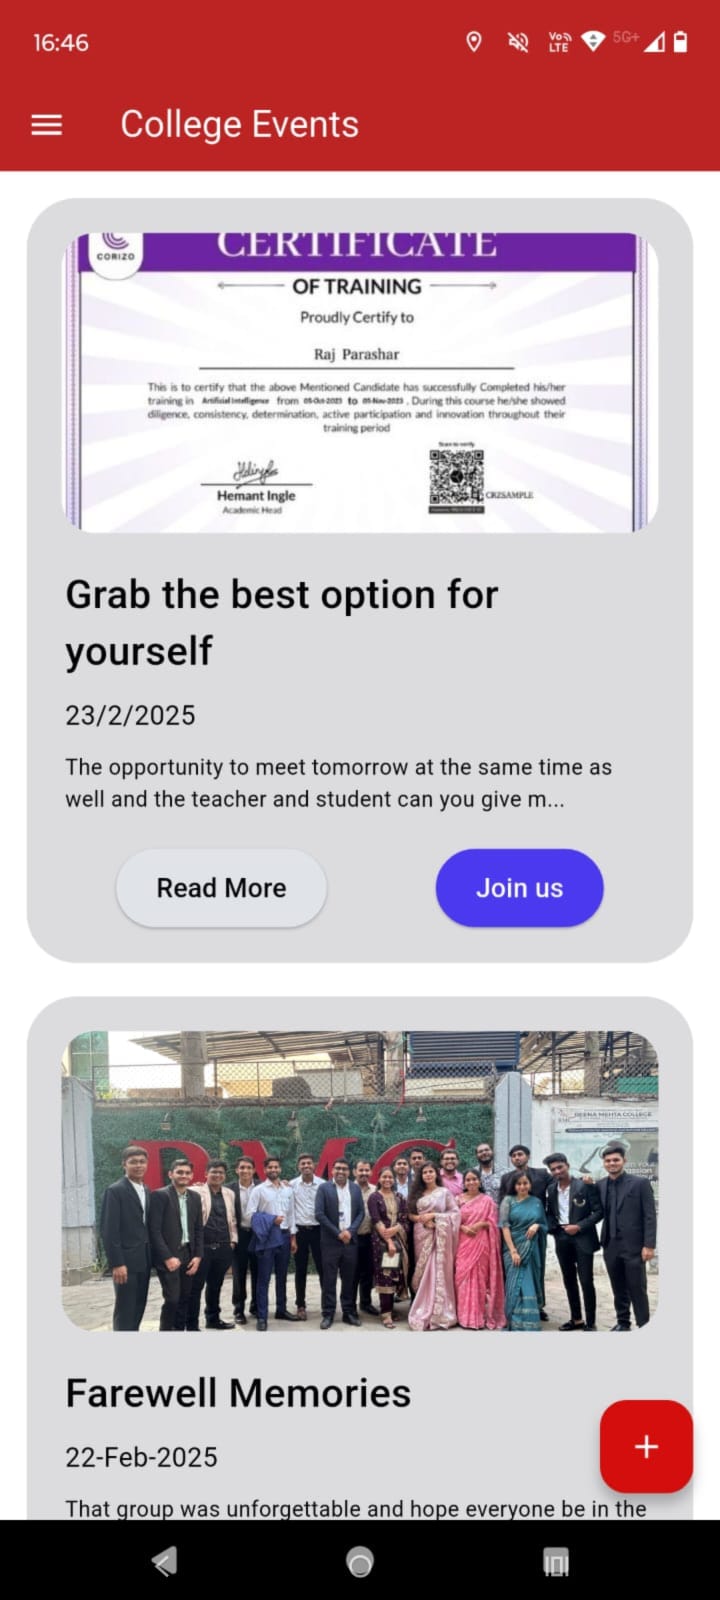 16:46
Vo)) LTE
5G+
College Events
CORIZO
CERTIFICATE
OF TRAINING
Proudly Certify to
Raj Parashar
This is to certify that the above Mentioned Candidate has successfully Completed his/her
training in Artificial Intelligence from 05-Oct-2023 to 05-Nov-2023 . During this course he/she showed
diligence, consistency, determination, active participation and innovation throughout their
training period
Scan to verify
Hemant Ingle
Academic Head
CRZSAMPLE
Grab the best option for
yourself
23/2/2025
The opportunity to meet tomorrow at the same time as
well and the teacher and student can you give m...
Read More
Join us
REENA MEHTA COLLEGE
RMC
Farewell Memories
22-Feb-2025
That group was unforgettable and hope everyone be in the